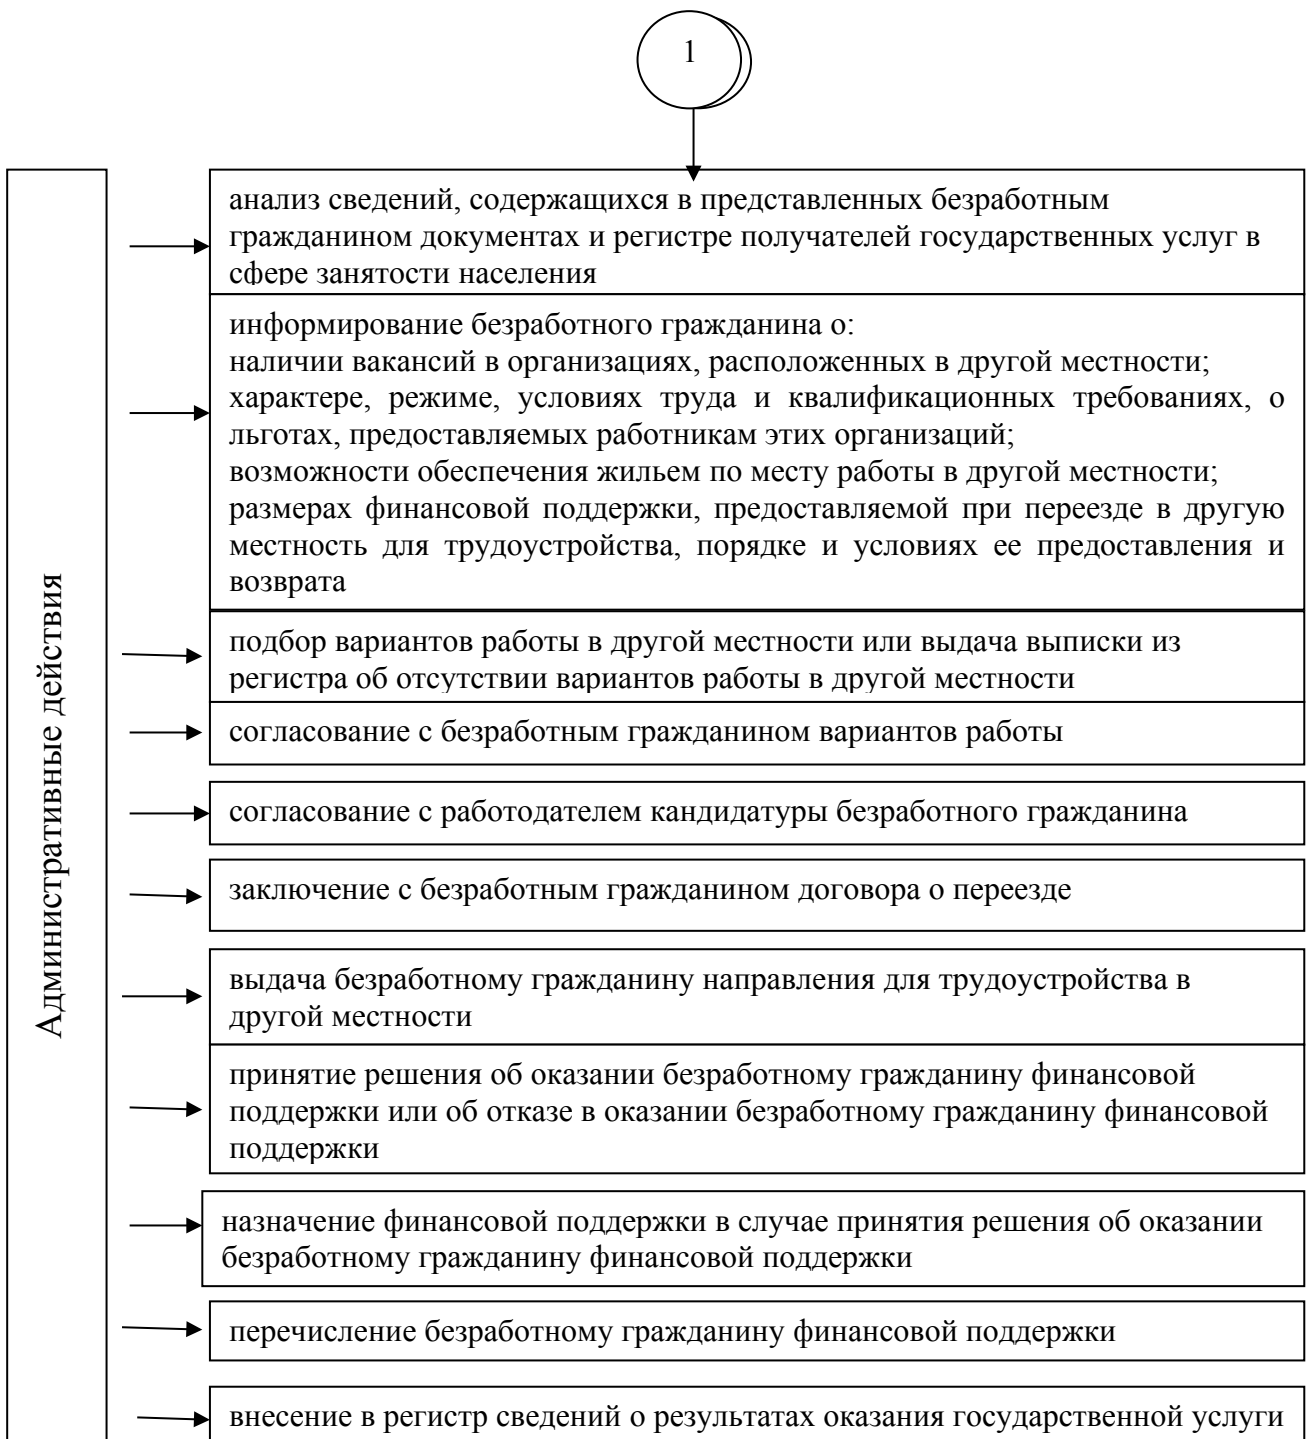 1
Административные действия
анализ сведений, содержащихся в представленных безработным
гражданином документах и регистре получателей государственных услуг в
сфере занятости населения
информирование безработного гражданина о:
наличии вакансий в организациях, расположенных в другой местности;
характере, режиме, условиях труда и квалификационных требованиях, о
льготах, предоставляемых работникам этих организаций;
возможности обеспечения жильем по месту работы в другой местности;
размерах финансовой поддержки, предоставляемой при переезде в другую
местность для трудоустройства, порядке и условиях ее предоставления и
возврата
подбор вариантов работы в другой местности или выдача выписки из
регистра об отсутствии вариантов работы в другой местности
согласование с безработным гражданином вариантов работы
согласование с работодателем кандидатуры безработного гражданина
заключение с безработным гражданином договора о переезде
выдача безработному гражданину направления для трудоустройства в
другой местности
принятие решения об оказании безработному гражданину финансовой
поддержки или об отказе в оказании безработному гражданину финансовой
поддержки
назначение финансовой поддержки в случае принятия решения об оказании
безработному гражданину финансовой поддержки
перечисление безработному гражданину финансовой поддержки
внесение в регистр сведений о результатах оказания государственной услуги